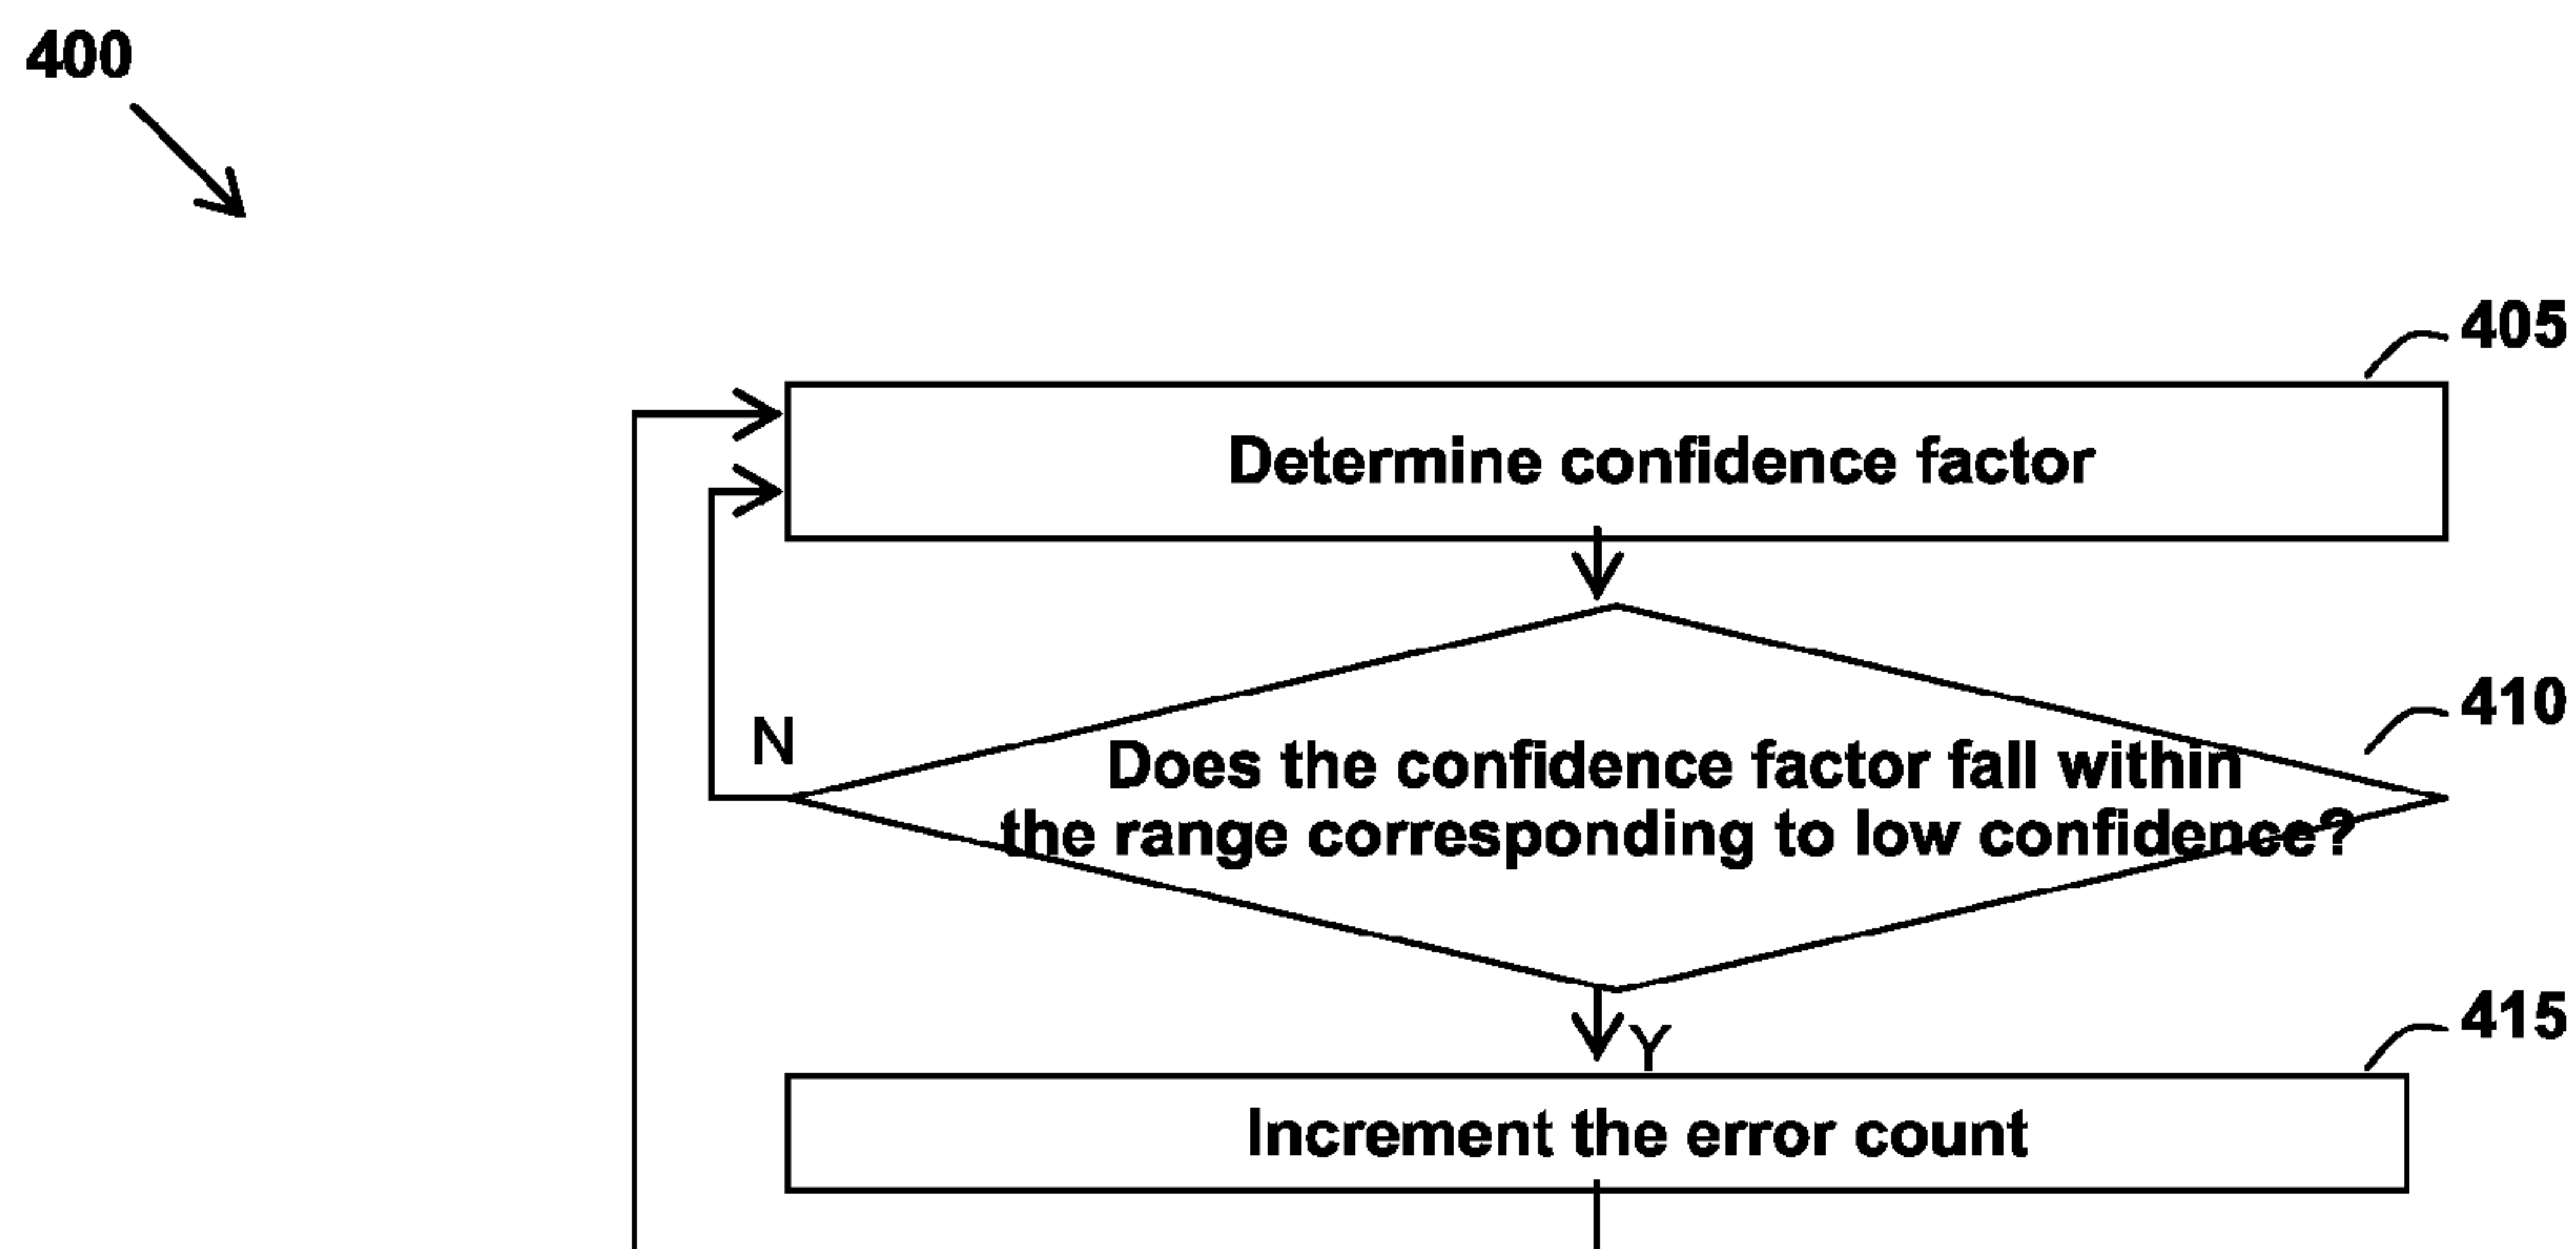 400
405
Determine confidence factor
N
410
Does the confidence factor fall within
the range corresponding to low confidence?
Y
415
Increment the error count